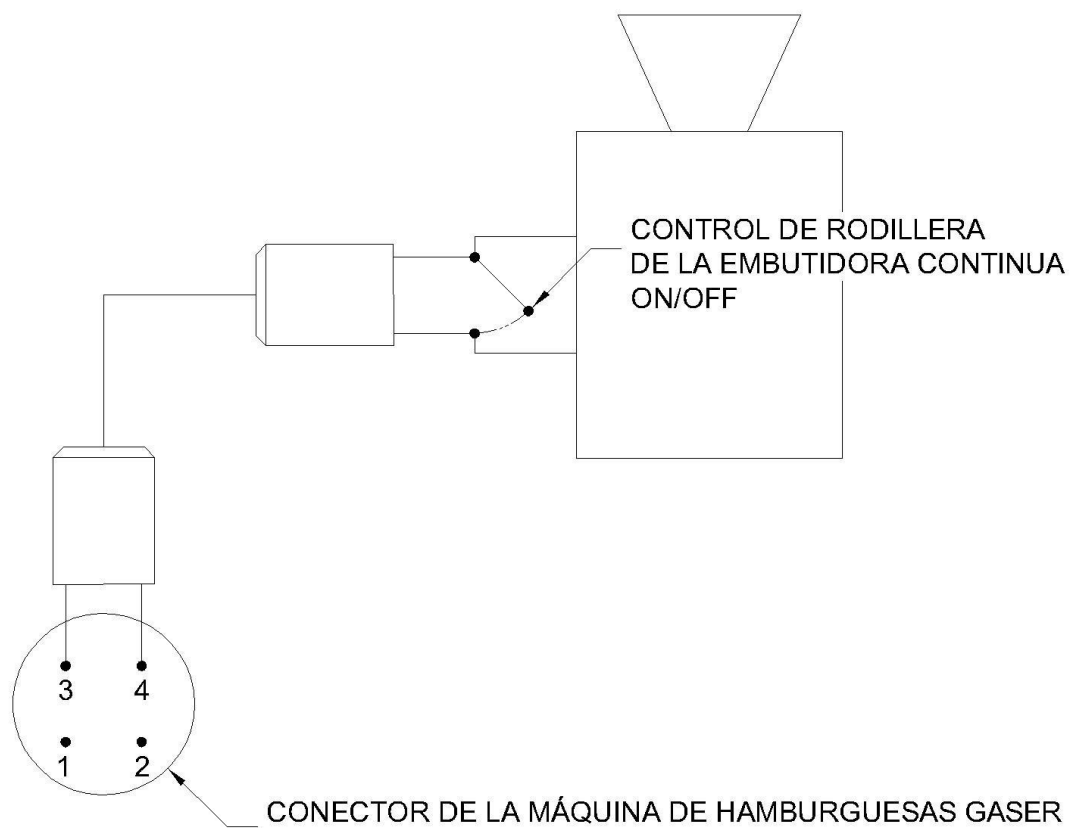 CONTROL DE RODILLERA
DE LA EMBUTIDORA CONTINUA
ON/OFF
3 4
1 2
CONECTOR DE LA MÁQUINA DE HAMBURGUESAS GASER